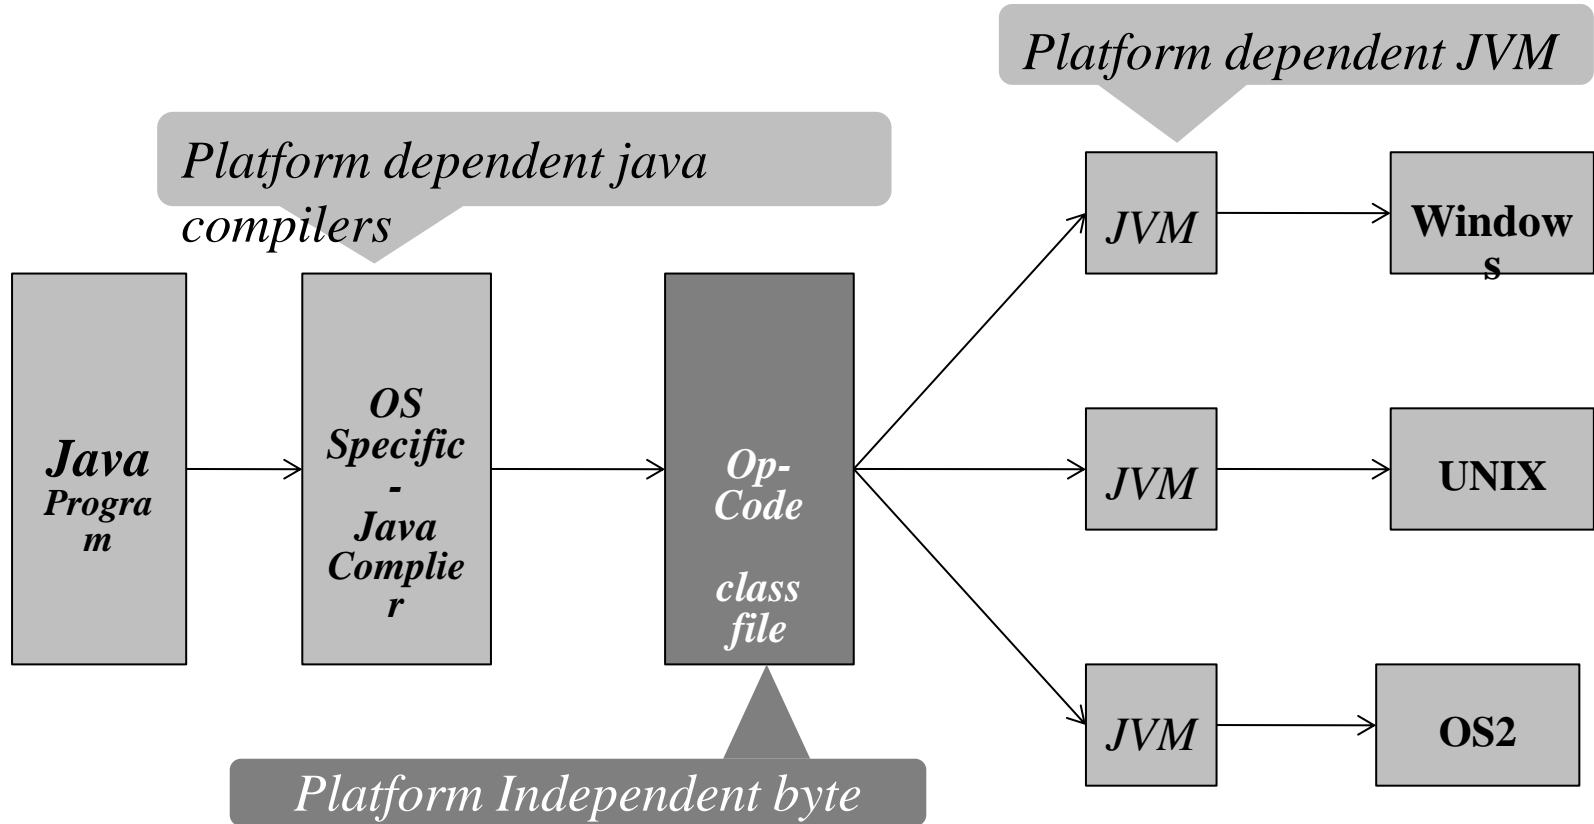 Platform dependent JVM
Platform dependent java
compilers
Java
Progra
m
OS
Specific
-
Java
Complie
r
Op-
Code
class
file
JVM
Window
s
JVM
UNIX
JVM
OS2
Platform Independent byte